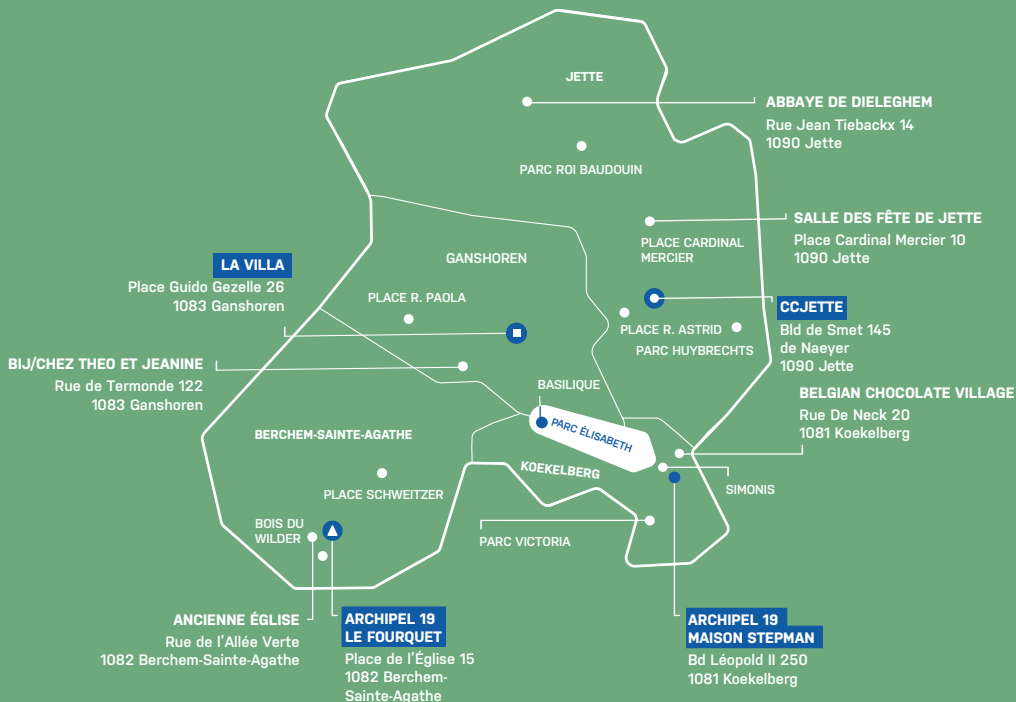 JETTE
ABBAYE DE DIELEGHEM
Rue Jean Tiebackx 14
1090 Jette
PARC ROI BAUDOUIN
SALLE DES FÊTE DE JETTE
Place Cardinal Mercier 10
1090 Jette
PLACE CARDINAL
MERCIER
GANSHOREN
LA VILLA
Place Guido Gezelle 26
1083 Ganshoren
PLACE R. PAOLA
CCJETTE
Bld de Smet 145
de Naeyer
1090 Jette
PLACE R. ASTRID
PARC HUYBRECHTS
BIJ/CHEZ THEO ET JEANINE
Rue de Termonde 122
1083 Ganshoren
BASILIQUE
BELGIAN CHOCOLATE VILLAGE
Rue De Neck 20
1081 Koekelberg
PARC ÉLISABETH
BERCHEM-SAINTE-AGATHE
KOEKELBERG
SIMONIS
PLACE SCHWEITZER
BOIS DU
WILDER
PARC VICTORIA
ANCIENNE ÉGLISE
Rue de l'Allée Verte
1082 Berchem-Sainte-Agathe
ARCHIPEL 19
LE FOURQUET
Place de l'Église 15
1082 Berchem-
Sainte-Agathe
ARCHIPEL 19
MAISON STEPMAN
Bd Léopold II 250
1081 Koekelberg